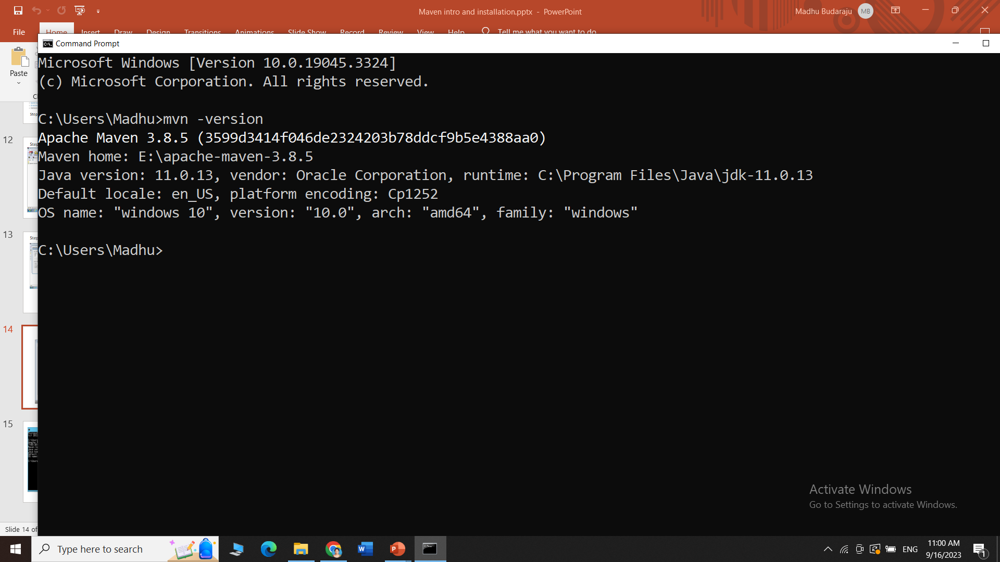 Maven intro and installation.pptx - PowerPoint
Madhu Budaraju MB
File Home Insert Draw Design Transitions Animations Slide Show Record Review View Help Tell me what you want to do
Command Prompt
Paste
Microsoft Windows [Version 10.0.19045.3324]
(c) Microsoft Corporation. All rights reserved.
C:\Users\Madhu>mvn -version
Apache Maven 3.8.5 (3599d3414f046de2324203b78ddcf9b5e4388aa0)
Maven home: E:\apache-maven-3.8.5
Java version: 11.0.13, vendor: Oracle Corporation, runtime: C:\Program Files\Java\jdk-11.0.13
Default locale: en_US, platform encoding: Cp1252
OS name: "windows 10", version: "10.0", arch: "amd64", family: "windows"
C:\Users\Madhu>
Step
12
Step
13
Step
14
15
Activate Windows
Go to Settings to activate Windows.
Slide 14 of
Type here to search
ENG
11:00 AM
9/16/2023
1